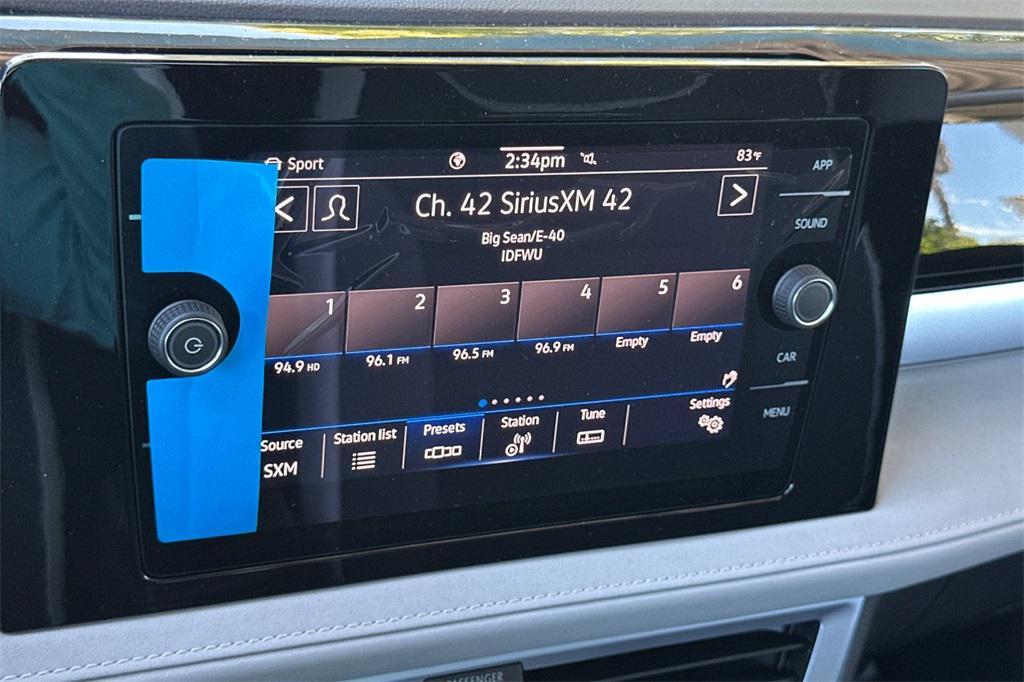 Sport 2:34pm 83°F
APP
Ch. 42 SiriusXM 42
SOUND
Big Sean/E-40
IDFWU
1 2 3 4 5 6
94.9 HD 96.1 FM 96.5 FM 96.9 FM Empty Empty
CAR
MENU
Source Station list Presets Station Tune Settings
SXM
PASSENGER